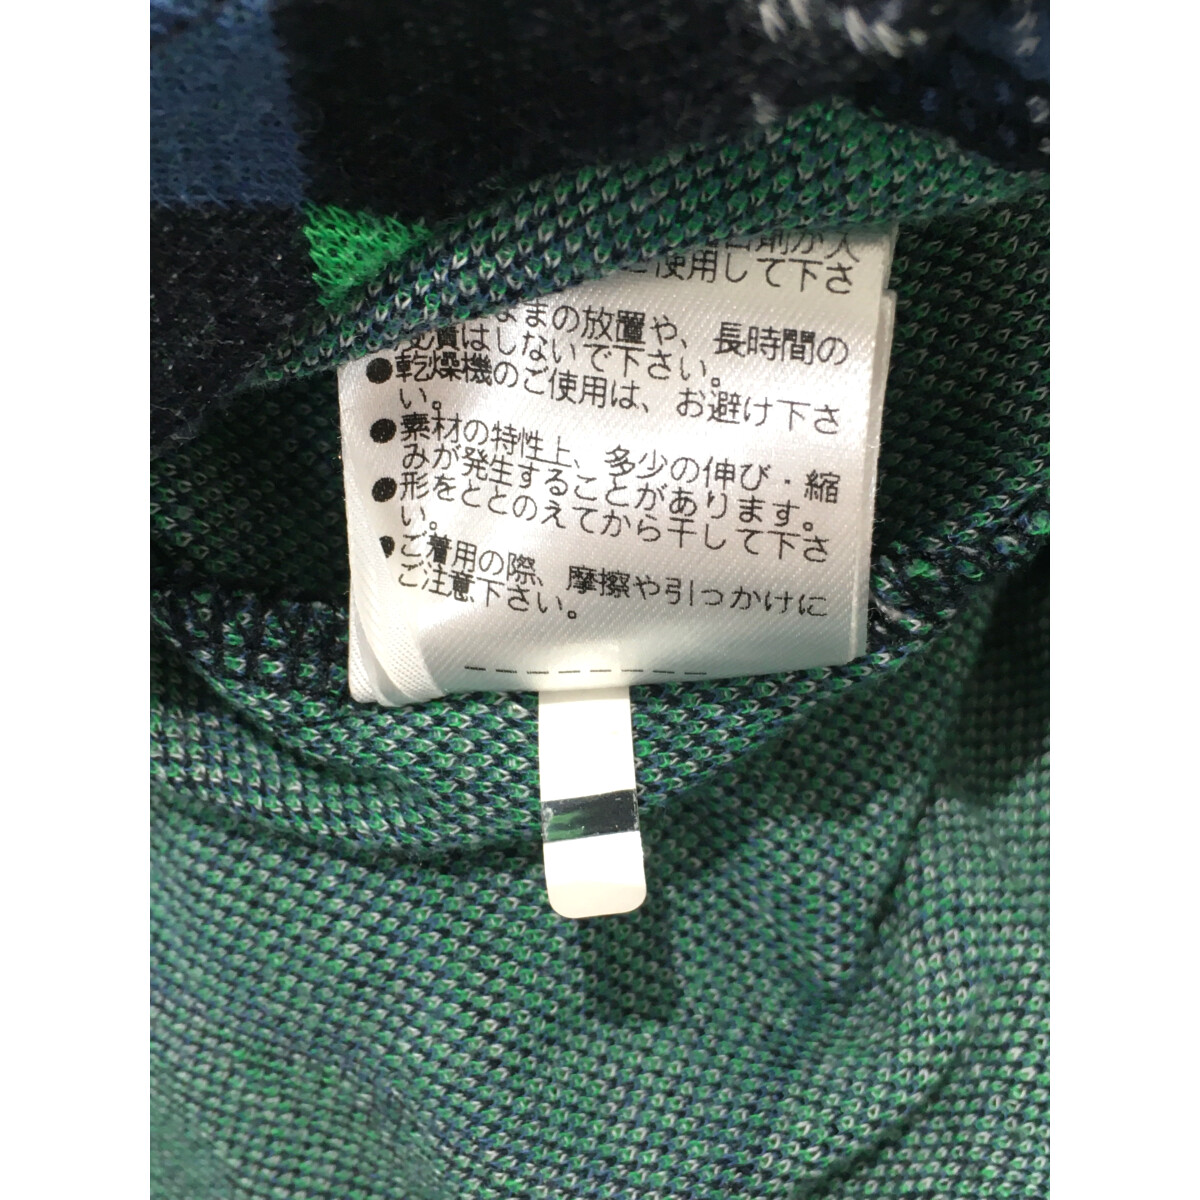 剤が入
ご使用して下さ
ままの放置や、長時間の
はしないで下さい。
●乾燥機のご使用は、お避け下さ
い。
●素材の特性上、多少の伸び・縮
みが発生することがあります。
●形をととのえてから干して下さ
い。
●ご着用の際、摩擦や引っかけに
ご注意下さい。